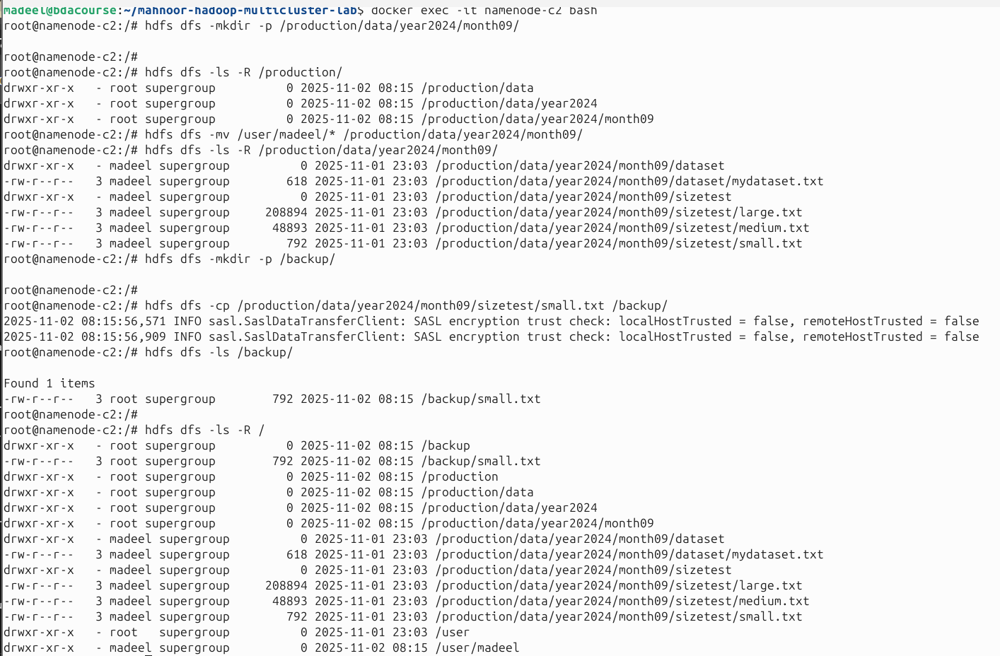 madeel@bdacourse:~/mahnoor-hadoop-multicluster-lab$ docker exec -it namenode-c2 bash
root@namenode-c2:/# hdfs dfs -mkdir -p /production/data/year2024/month09/
root@namenode-c2:/#
root@namenode-c2:/# hdfs dfs -ls -R /production/
drwxr-xr-x   - root supergroup          0 2025-11-02 08:15 /production/data
drwxr-xr-x   - root supergroup          0 2025-11-02 08:15 /production/data/year2024
drwxr-xr-x   - root supergroup          0 2025-11-02 08:15 /production/data/year2024/month09
root@namenode-c2:/# hdfs dfs -mv /user/madeel/* /production/data/year2024/month09/
root@namenode-c2:/# hdfs dfs -ls -R /production/data/year2024/month09/
drwxr-xr-x   - madeel supergroup          0 2025-11-01 23:03 /production/data/year2024/month09/dataset
-rw-r--r--   3 madeel supergroup        618 2025-11-01 23:03 /production/data/year2024/month09/dataset/mydataset.txt
drwxr-xr-x   - madeel supergroup          0 2025-11-01 23:03 /production/data/year2024/month09/sizetest
-rw-r--r--   3 madeel supergroup     208894 2025-11-01 23:03 /production/data/year2024/month09/sizetest/large.txt
-rw-r--r--   3 madeel supergroup      48893 2025-11-01 23:03 /production/data/year2024/month09/sizetest/medium.txt
-rw-r--r--   3 madeel supergroup        792 2025-11-01 23:03 /production/data/year2024/month09/sizetest/small.txt
root@namenode-c2:/# hdfs dfs -mkdir -p /backup/
root@namenode-c2:/#
root@namenode-c2:/# hdfs dfs -cp /production/data/year2024/month09/sizetest/small.txt /backup/
2025-11-02 08:15:56,571 INFO sasl.SaslDataTransferClient: SASL encryption trust check: localHostTrusted = false, remoteHostTrusted = false
2025-11-02 08:15:56,909 INFO sasl.SaslDataTransferClient: SASL encryption trust check: localHostTrusted = false, remoteHostTrusted = false
root@namenode-c2:/# hdfs dfs -ls /backup/
Found 1 items
-rw-r--r--   3 root supergroup        792 2025-11-02 08:15 /backup/small.txt
root@namenode-c2:/#
root@namenode-c2:/# hdfs dfs -ls -R /
drwxr-xr-x   - root supergroup          0 2025-11-02 08:15 /backup
-rw-r--r--   3 root supergroup        792 2025-11-02 08:15 /backup/small.txt
drwxr-xr-x   - root supergroup          0 2025-11-02 08:15 /production
drwxr-xr-x   - root supergroup          0 2025-11-02 08:15 /production/data
drwxr-xr-x   - root supergroup          0 2025-11-02 08:15 /production/data/year2024
drwxr-xr-x   - root supergroup          0 2025-11-02 08:15 /production/data/year2024/month09
drwxr-xr-x   - madeel supergroup          0 2025-11-01 23:03 /production/data/year2024/month09/dataset
-rw-r--r--   3 madeel supergroup        618 2025-11-01 23:03 /production/data/year2024/month09/dataset/mydataset.txt
drwxr-xr-x   - madeel supergroup          0 2025-11-01 23:03 /production/data/year2024/month09/sizetest
-rw-r--r--   3 madeel supergroup     208894 2025-11-01 23:03 /production/data/year2024/month09/sizetest/large.txt
-rw-r--r--   3 madeel supergroup      48893 2025-11-01 23:03 /production/data/year2024/month09/sizetest/medium.txt
-rw-r--r--   3 madeel supergroup        792 2025-11-01 23:03 /production/data/year2024/month09/sizetest/small.txt
drwxr-xr-x   - root   supergroup          0 2025-11-01 23:03 /user
drwxr-xr-x   - madeel supergroup          0 2025-11-02 08:15 /user/madeel